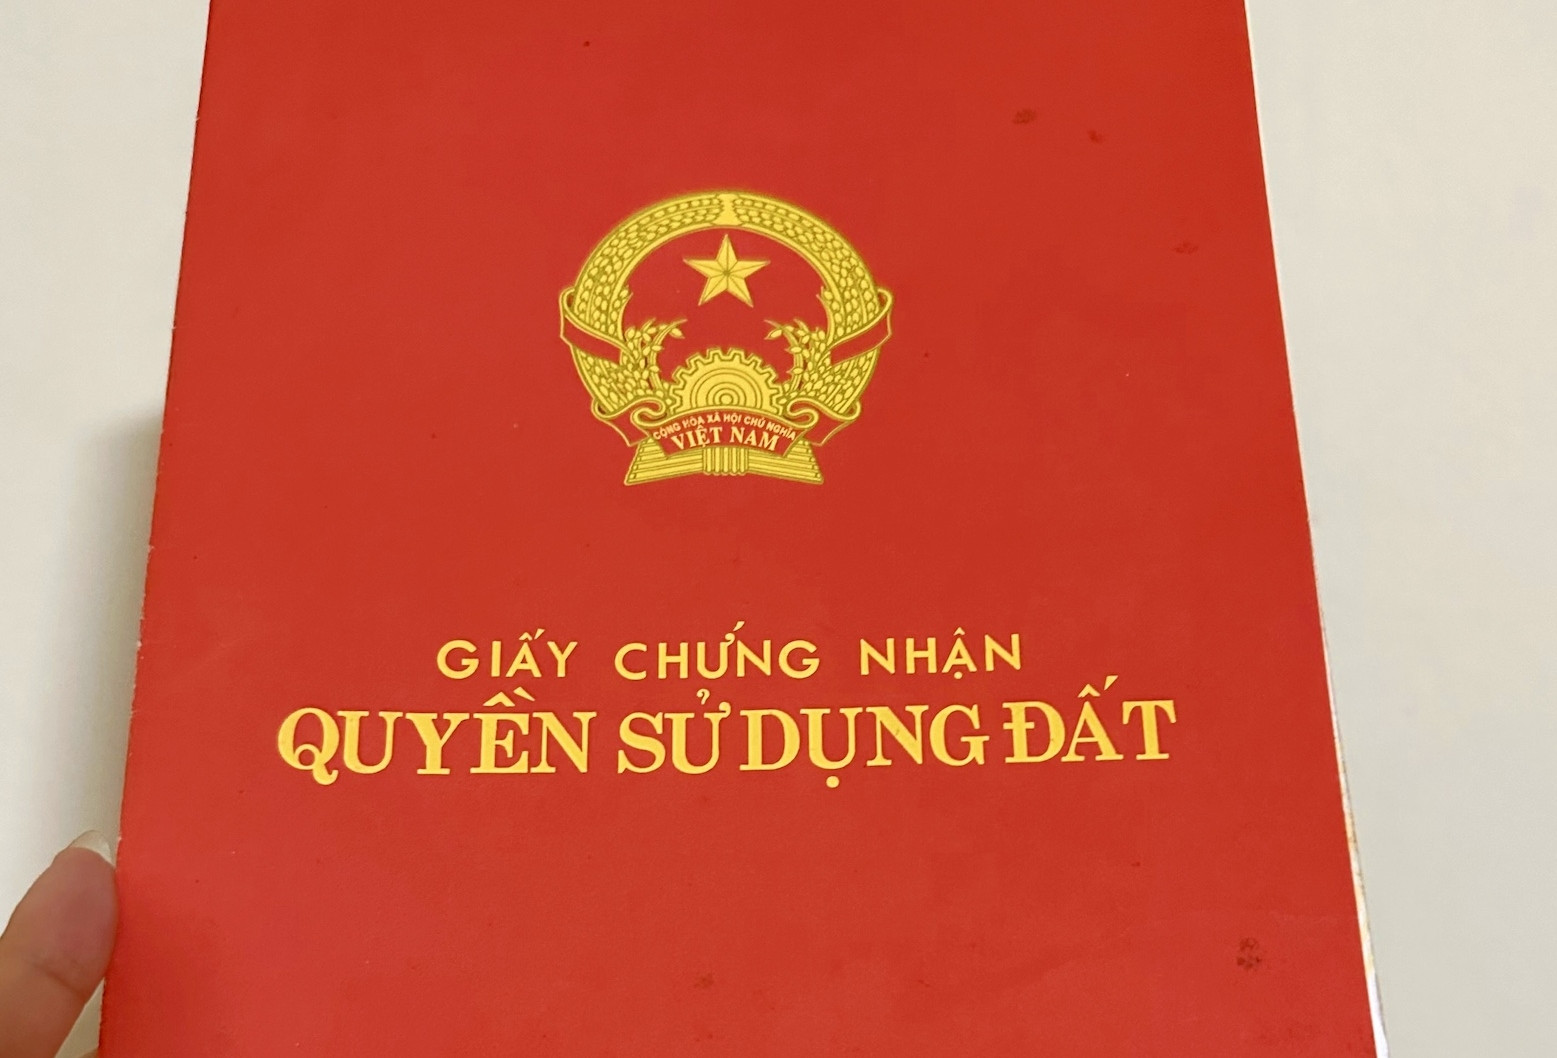 CỘNG HÒA XÃ HỘI CHỦ NGHĨA
VIỆT NAM
GIẤY CHỨNG NHẬN
QUYỀN SỬ DỤNG ĐẤT